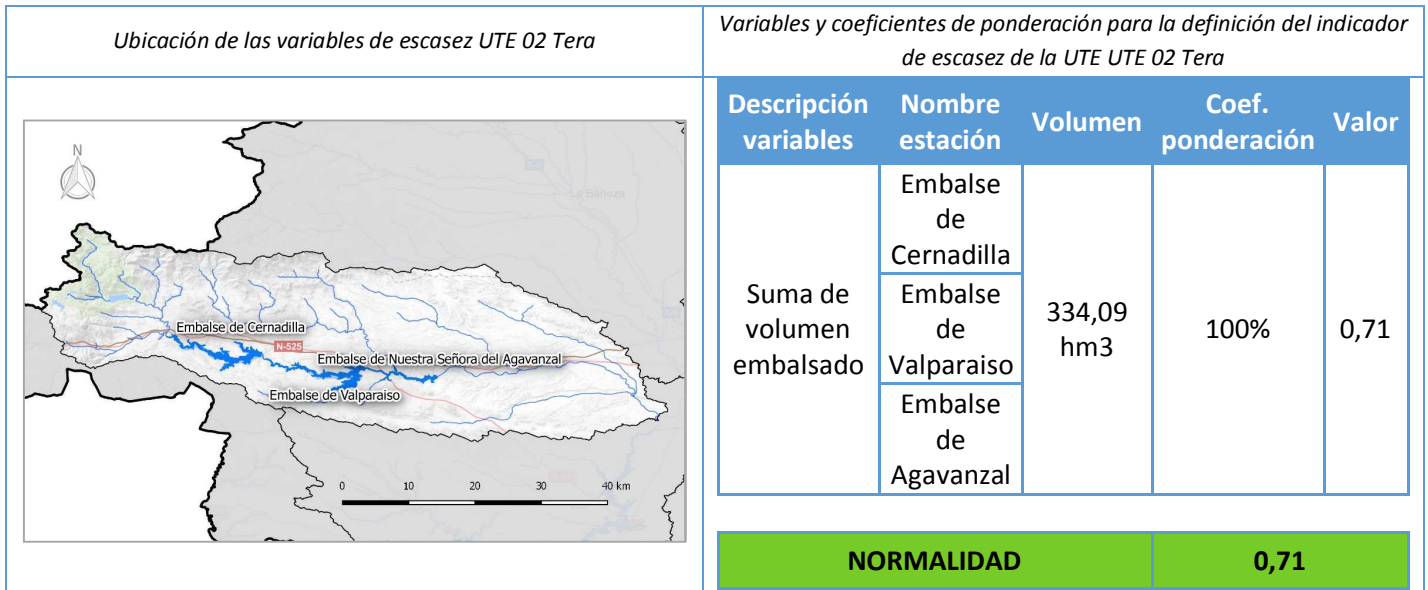 Ubicación de las variables de escasez UTE 02 Tera
Variables y coeficientes de ponderación para la definición del indicador
de escasez de la UTE UTE 02 Tera
N
La Bañeza
Embalse de Cernadilla
N-525
Embalse de Nuestra Señora del Agavanzal
Embalse de Valparaiso
0 10 20 30 40 km
Descripción
variables
Nombre
estación
Volumen
Coef.
ponderación
Valor
Suma de
volumen
embalsado
Embalse
de
Cernadilla
Embalse
de
Valparaiso
Embalse
de
Agavanzal
334,09
hm3
100%
0,71
NORMALIDAD
0,71